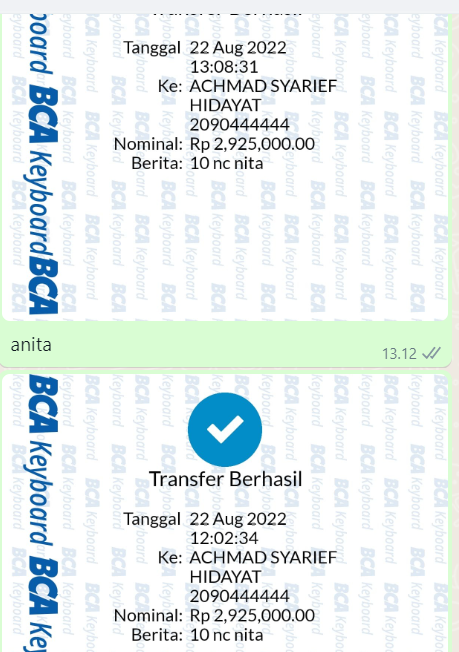 Transfer Berhasil
Tanggal 22 Aug 2022
13:08:31
Ke: ACHMAD SYARIEF
HIDAYAT
2090444444
Nominal: Rp 2,925,000.00
Berita: 10 nc nita
BCA Keyboard BCA
anita
13.12
BCA Keyboard BCA
Transfer Berhasil
Tanggal 22 Aug 2022
12:02:34
Ke: ACHMAD SYARIEF
HIDAYAT
2090444444
Nominal: Rp 2,925,000.00
Berita: 10 nc nita